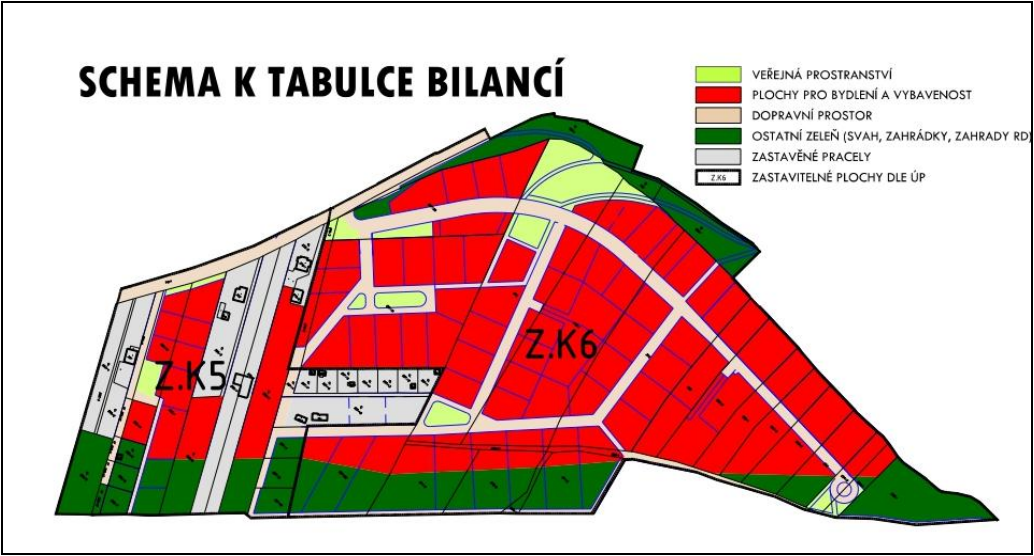 SCHEMA K TABULCE BILANCÍ
VEŘEJNÁ PROSTRANSTVÍ
PLOCHY PRO BYDLENÍ A VYBAVENOST
DOPRAVNÍ PROSTOR
OSTATNÍ ZELEŇ (SVAH, ZAHRÁDKY, ZAHRADY RD)
ZASTAVĚNÉ PRACELY
Z.K6 ZASTAVITELNÉ PLOCHY DLE ÚP
Z.K6
Z.K5